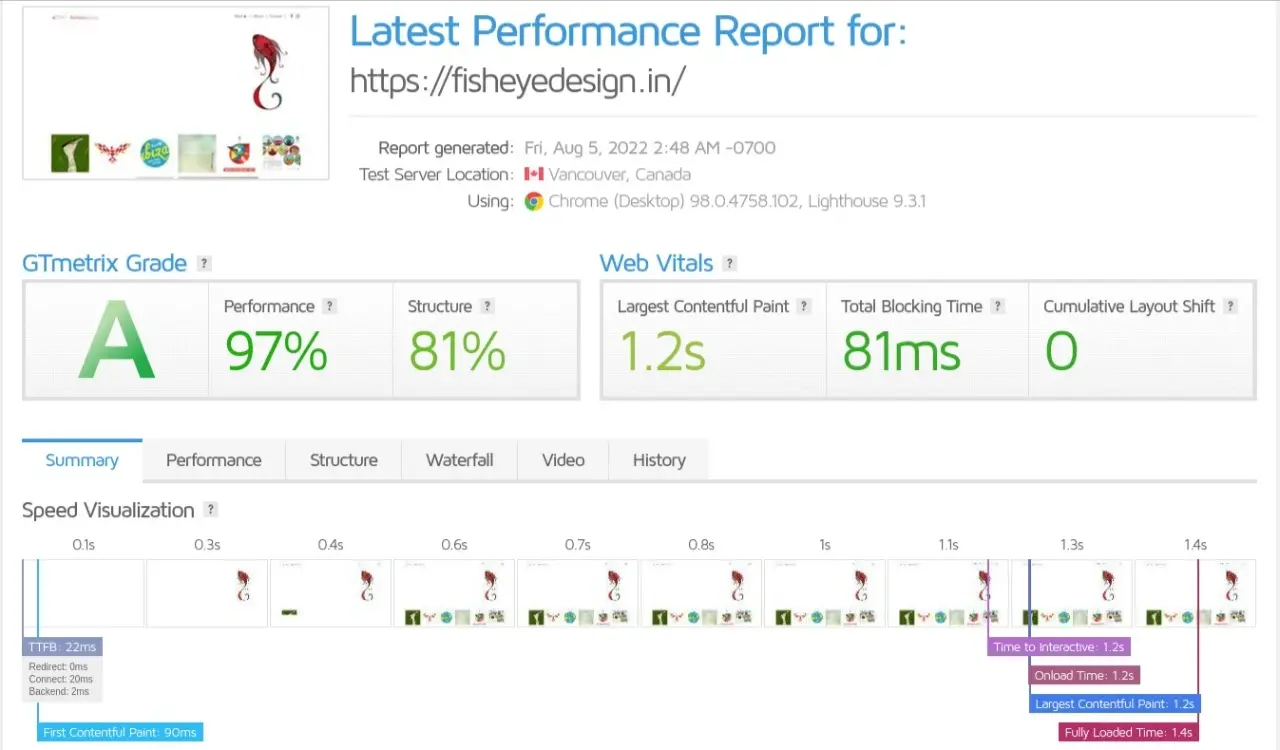 Latest Performance Report for:
https://fisheyedesign.in/
Report generated: Fri, Aug 5, 2022 2:48 AM -0700
Test Server Location: Vancouver, Canada
Using: Chrome (Desktop) 98.0.4758.102, Lighthouse 9.3.1
GTmetrix Grade ?
Web Vitals ?
A
Performance ?
97%
Structure ?
81%
Largest Contentful Paint ?
1.2s
Total Blocking Time ?
81ms
Cumulative Layout Shift ?
0
Summary Performance Structure Waterfall Video History
Speed Visualization ?
0.1s 0.3s 0.4s 0.6s 0.7s 0.8s 1s 1.1s 1.3s 1.4s
TTFB: 22ms
Redirect: 0ms
Connect: 20ms
Backend: 2ms
First Contentful Paint: 90ms
Time to Interactive: 1.2s
Onload Time: 1.2s
Largest Contentful Paint: 1.2s
Fully Loaded Time: 1.4s
ibiza